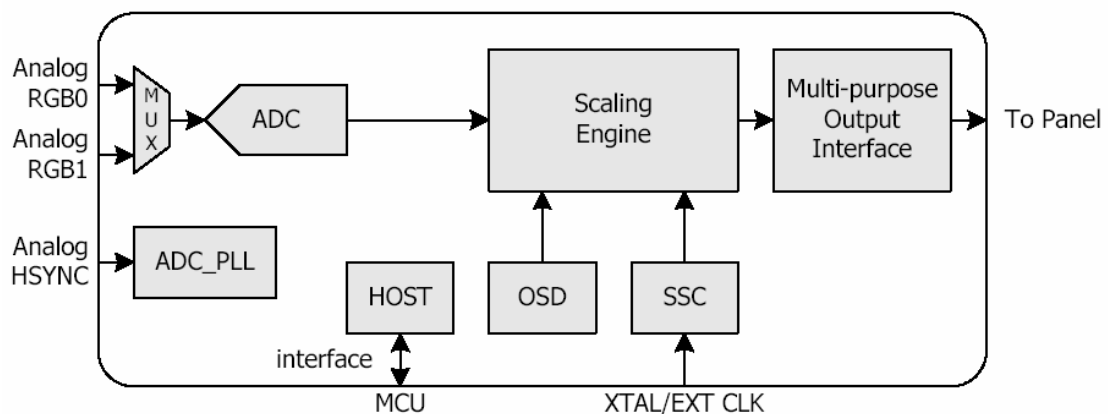 Analog
RGB0
Analog
RGB1
MUX
ADC
Scaling
Engine
Multi-purpose
Output
Interface
To Panel
Analog
HSYNC
ADC_PLL
HOST
OSD
SSC
interface
MCU
XTAL/EXT CLK